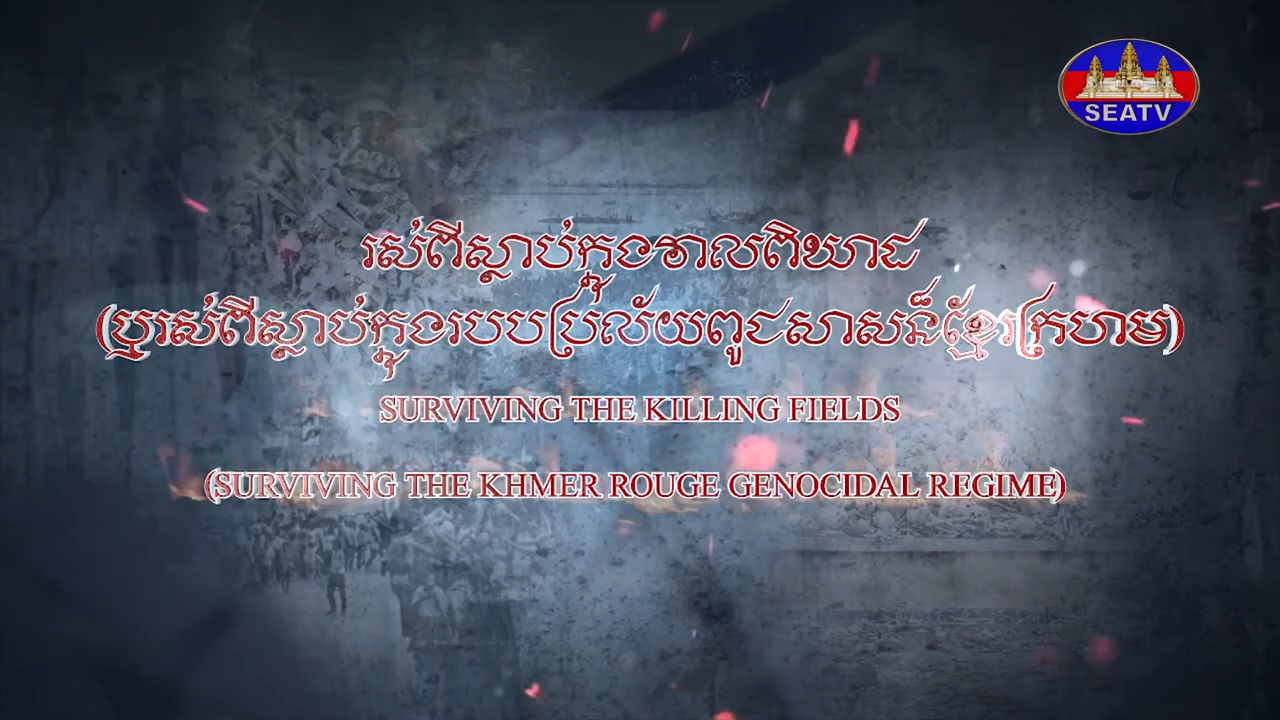 SEATV
រស់ពីស្លាប់ក្នុងវាលពិឃាដ
(ឬរស់ពីស្លាប់ក្នុងរបបប្រល័យពូជសាសន៍ខ្មែរក្រហម)
SURVIVING THE KILLING FIELDS
(SURVIVING THE KHMER ROUGE GENOCIDAL REGIME)